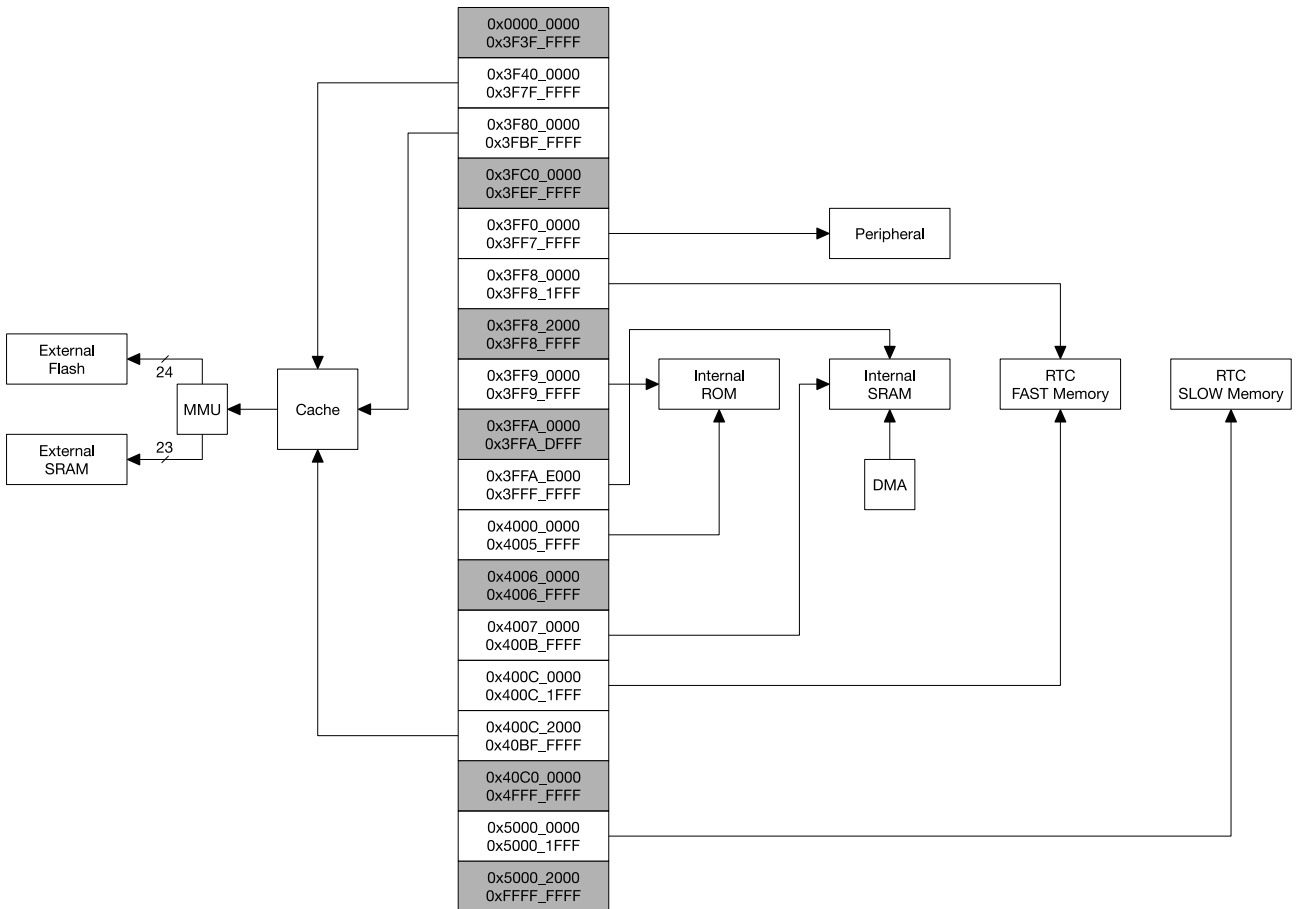 0x0000_0000
0x3F3F_FFFF
0x3F40_0000
0x3F7F_FFFF
0x3F80_0000
0x3FBF_FFFF
0x3FC0_0000
0x3FEF_FFFF
0x3FF0_0000
0x3FF7_FFFF
Peripheral
0x3FF8_0000
0x3FF8_1FFF
0x3FF8_2000
0x3FF8_FFFF
External
Flash
24
MMU
Cache
External
SRAM
23
0x3FF9_0000
0x3FF9_FFFF
Internal
ROM
Internal
SRAM
RTC
FAST Memory
RTC
SLOW Memory
0x3FFA_0000
0x3FFA_DFFF
0x3FFA_E000
0x3FFF_FFFF
DMA
0x4000_0000
0x4005_FFFF
0x4006_0000
0x4006_FFFF
0x4007_0000
0x400B_FFFF
0x400C_0000
0x400C_1FFF
0x400C_2000
0x40BF_FFFF
0x40C0_0000
0x4FFF_FFFF
0x5000_0000
0x5000_1FFF
0x5000_2000
0xFFFF_FFFF